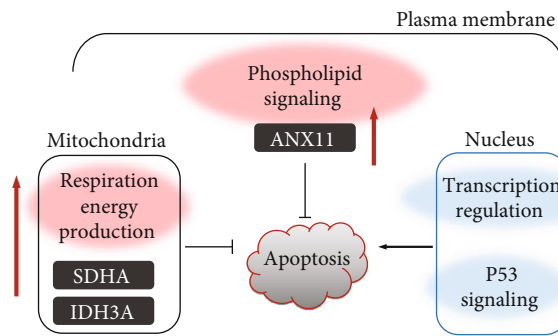 Plasma membrane
Phospholipid
signaling
ANX11
Mitochondria
Respiration
energy
production
SDHA
IDH3A
Apoptosis
Nucleus
Transcription
regulation
P53
signaling